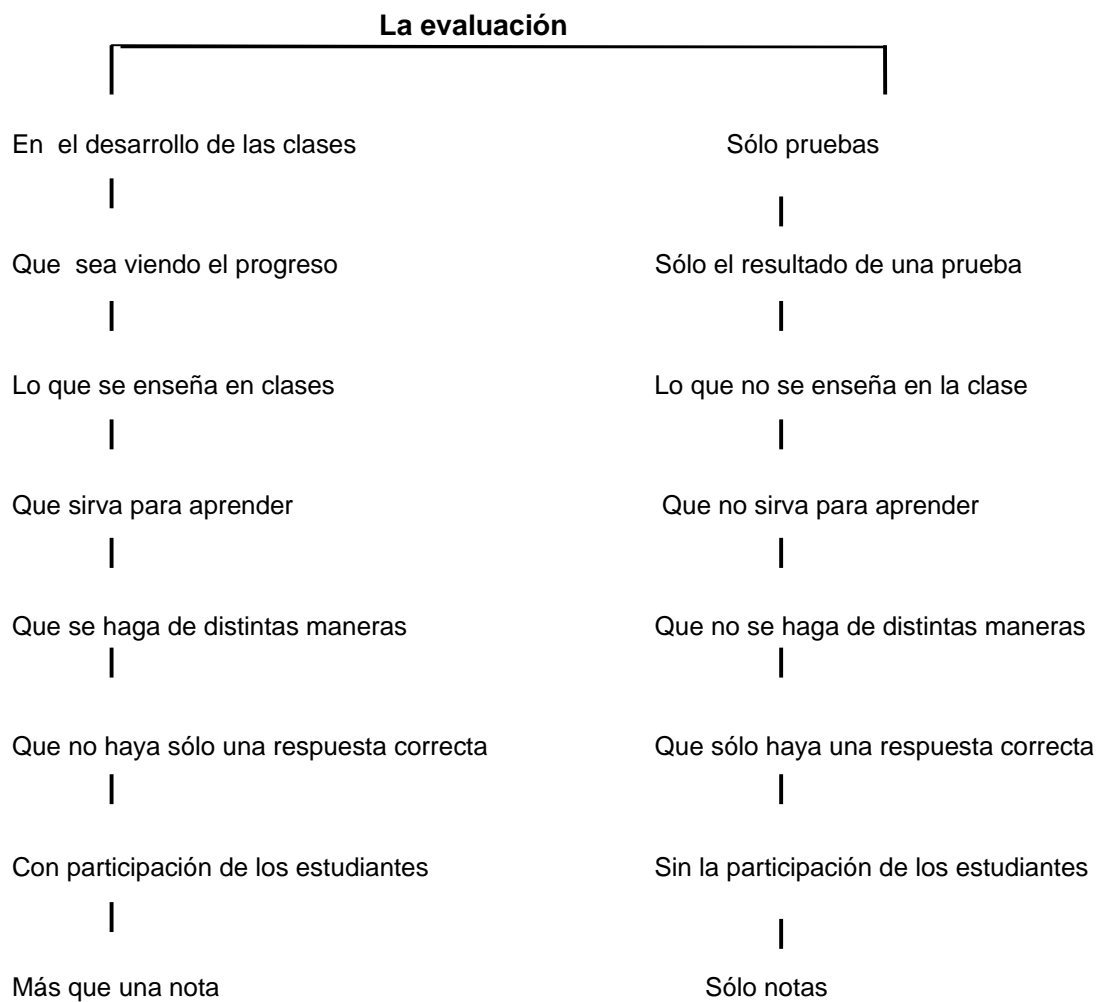 La evaluación
En el desarrollo de las clases
Sólo pruebas
Que sea viendo el progreso
Sólo el resultado de una prueba
Lo que se enseña en clases
Lo que no se enseña en la clase
Que sirva para aprender
Que no sirva para aprender
Que se haga de distintas maneras
Que no se haga de distintas maneras
Que no haya sólo una respuesta correcta
Que sólo haya una respuesta correcta
Con participación de los estudiantes
Sin la participación de los estudiantes
Más que una nota
Sólo notas